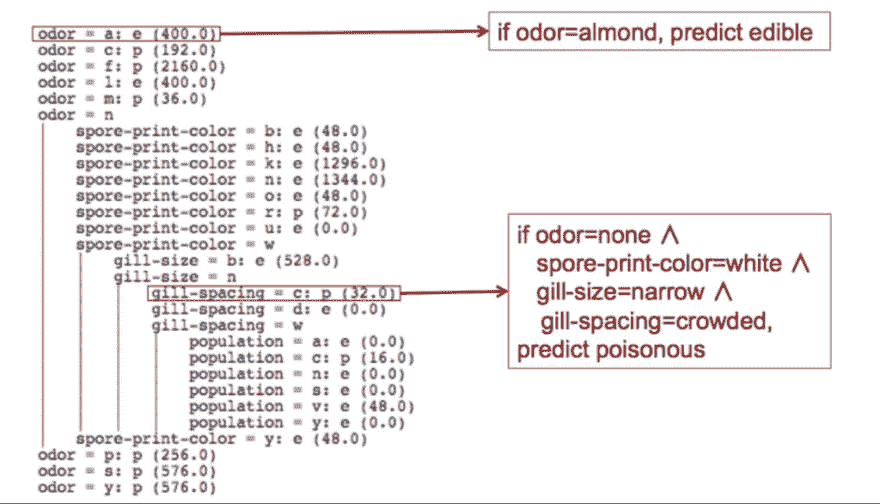 odor = a: e (400.0)
odor = c: p (192.0)
odor = f: p (2160.0)
odor = l: e (400.0)
odor = m: p (36.0)
odor = n
spore-print-color = b: e (48.0)
spore-print-color = h: e (48.0)
spore-print-color = k: e (1296.0)
spore-print-color = n: e (1344.0)
spore-print-color = o: e (48.0)
spore-print-color = r: p (72.0)
spore-print-color = u: e (0.0)
spore-print-color = w
gill-size = b: e (528.0)
gill-size = n
gill-spacing = c: p (32.0)
gill-spacing = d: e (0.0)
gill-spacing = w
population = a: e (0.0)
population = c: p (16.0)
population = n: e (0.0)
population = s: e (0.0)
population = v: e (48.0)
population = y: e (0.0)
spore-print-color = y: e (48.0)
odor = p: p (256.0)
odor = s: p (576.0)
odor = y: p (576.0)
if odor=almond, predict edible
if odor=none ∧
spore-print-color=white ∧
gill-size=narrow ∧
gill-spacing=crowded,
predict poisonous